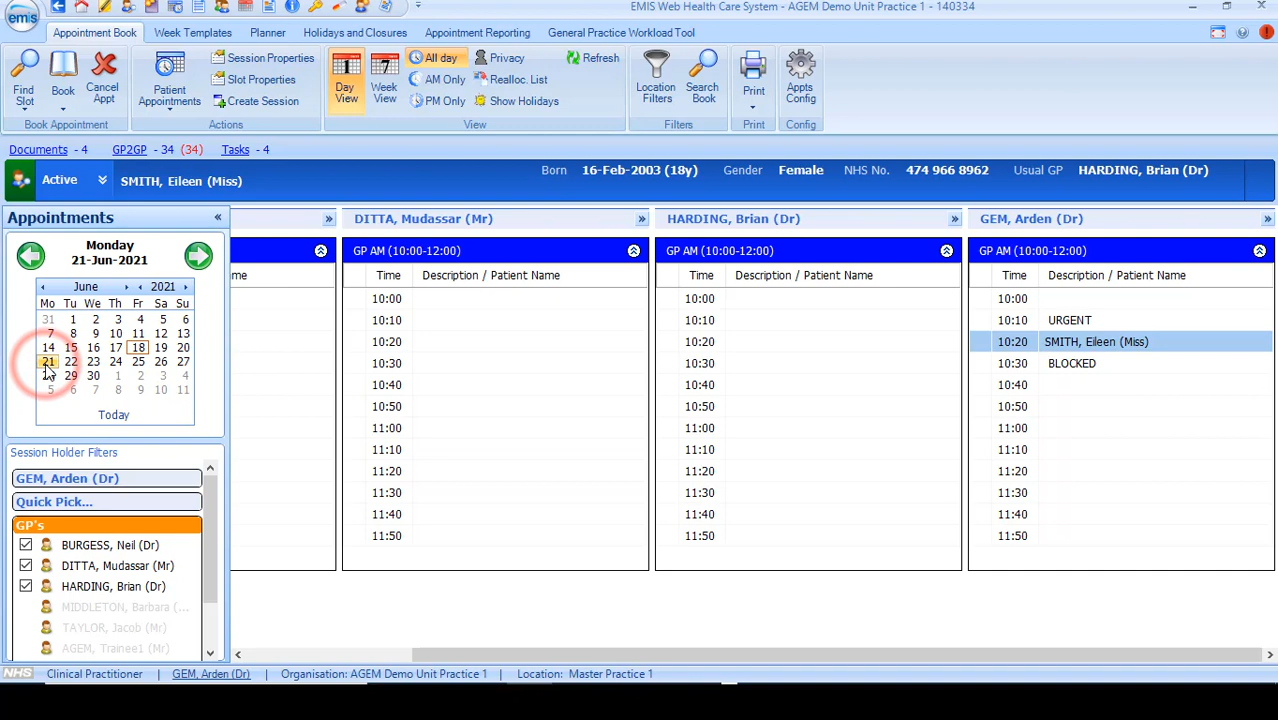 emis
EMIS Web Health Care System - AGEM Demo Unit Practice 1 - 140334
Appointment Book Week Templates Planner Holidays and Closures Appointment Reporting General Practice Workload Tool
Find Slot Book Cancel Appt
Book Appointment
Patient Appointments Session Properties
Slot Properties
Create Session
Actions
1 Day View 7 Week View All day Privacy Refresh
AM Only Realloc. List
PM Only Show Holidays
View
Location Filters Search Book
Filters
Print
Print
Appts Config
Config
Documents - 4 GP2GP - 34 (34) Tasks - 4
Active SMITH, Eileen (Miss) Born 16-Feb-2003 (18y) Gender Female NHS No. 474 966 8962 Usual GP HARDING, Brian (Dr)
Appointments «
Monday
21-Jun-2021
June 2021
Mo Tu We Th Fr Sa Su
31 1 2 3 4 5 6
7 8 9 10 11 12 13
14 15 16 17 18 19 20
21 22 23 24 25 26 27
29 30 1 2 3 4
5 6 7 8 9 10 11
Today
Session Holder Filters
GEM, Arden (Dr)
Quick Pick...
GP's
BURGESS, Neil (Dr)
DITTA, Mudassar (Mr)
HARDING, Brian (Dr)
MIDDLETON, Barbara (...
TAYLOR, Jacob (Mr)
AGEM, Trainee1 (Mr)
»
me
DITTA, Mudassar (Mr) »
GP AM (10:00-12:00)
Time Description / Patient Name
10:00
10:10
10:20
10:30
10:40
10:50
11:00
11:10
11:20
11:30
11:40
11:50
HARDING, Brian (Dr) »
GP AM (10:00-12:00)
Time Description / Patient Name
10:00
10:10
10:20
10:30
10:40
10:50
11:00
11:10
11:20
11:30
11:40
11:50
GEM, Arden (Dr) »
GP AM (10:00-12:00)
Time Description / Patient Name
10:00
10:10 URGENT
10:20 SMITH, Eileen (Miss)
10:30 BLOCKED
10:40
10:50
11:00
11:10
11:20
11:30
11:40
11:50
NHS Clinical Practitioner | GEM, Arden (Dr) | Organisation: AGEM Demo Unit Practice 1 | Location: Master Practice 1